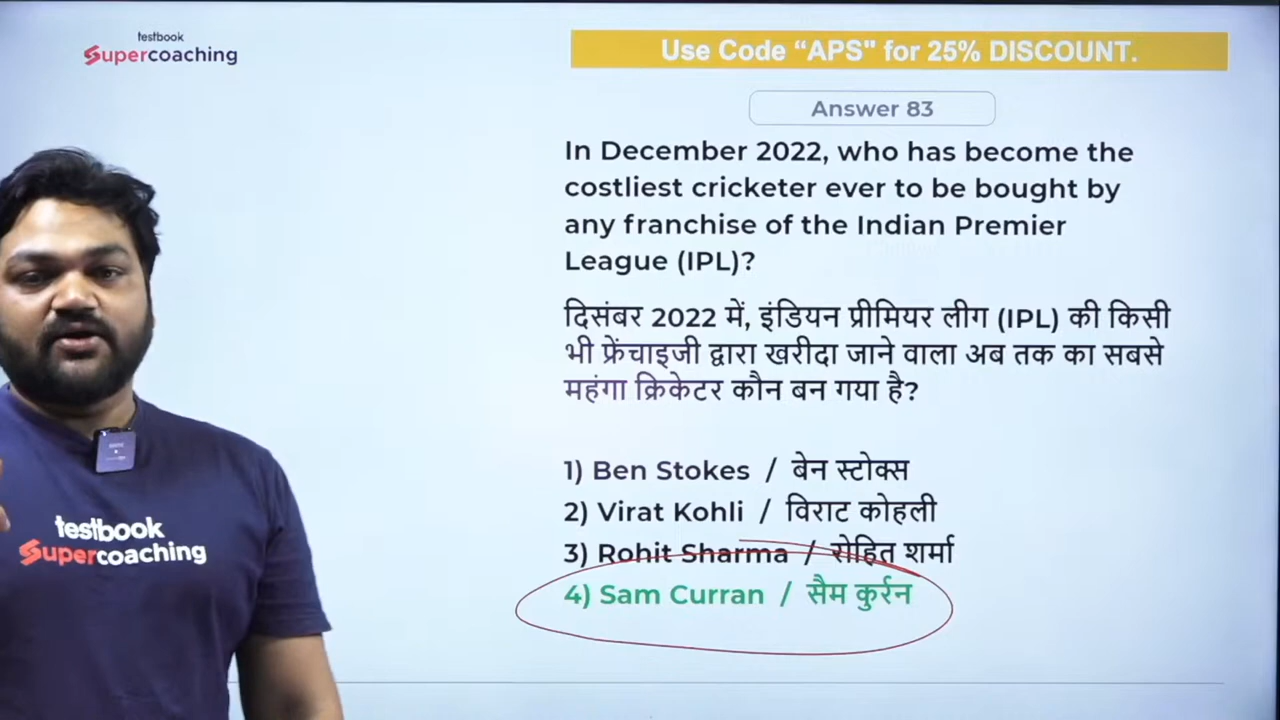 testbook
Supercoaching
Use Code “APS" for 25% DISCOUNT.
Answer 83
In December 2022, who has become the
costliest cricketer ever to be bought by
any franchise of the Indian Premier
League (IPL)?
दिसंबर 2022 में, इंडियन प्रीमियर लीग (IPL) की किसी
भी फ्रेंचाइजी द्वारा खरीदा जाने वाला अब तक का सबसे
महंगा क्रिकेटर कौन बन गया है?
1) Ben Stokes / बेन स्टोक्स
2) Virat Kohli / विराट कोहली
3) Rohit Sharma / रोहित शर्मा
4) Sam Curran / सैम कुर्रन
testbook
Supercoaching